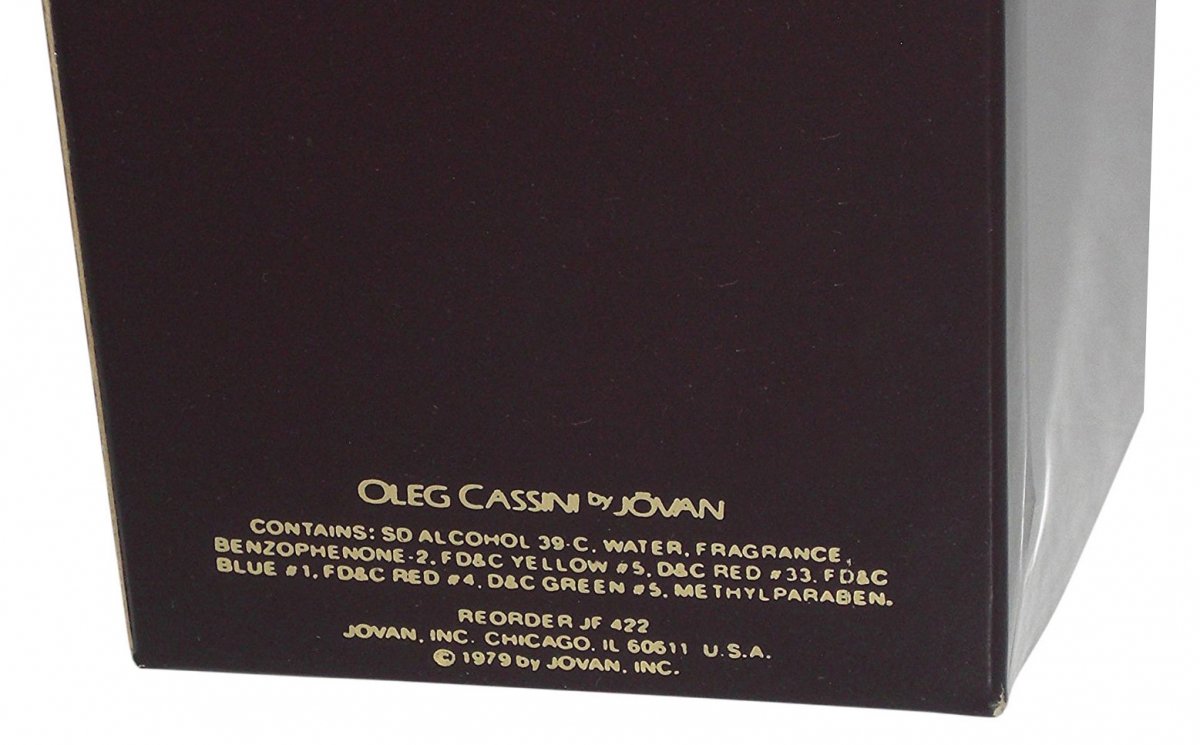 OLEG CASSINI by JŌVAN
CONTAINS: SD ALCOHOL 39-C, WATER, FRAGRANCE,
BENZOPHENONE-2, FD&C YELLOW #5, D&C RED #33, FD&C
BLUE #1, FD&C RED #4, D&C GREEN #5, METHYLPARABEN.
REORDER JF 422
JOVAN, INC. CHICAGO, IL 60611 U.S.A.
© 1979 by JOVAN, INC.